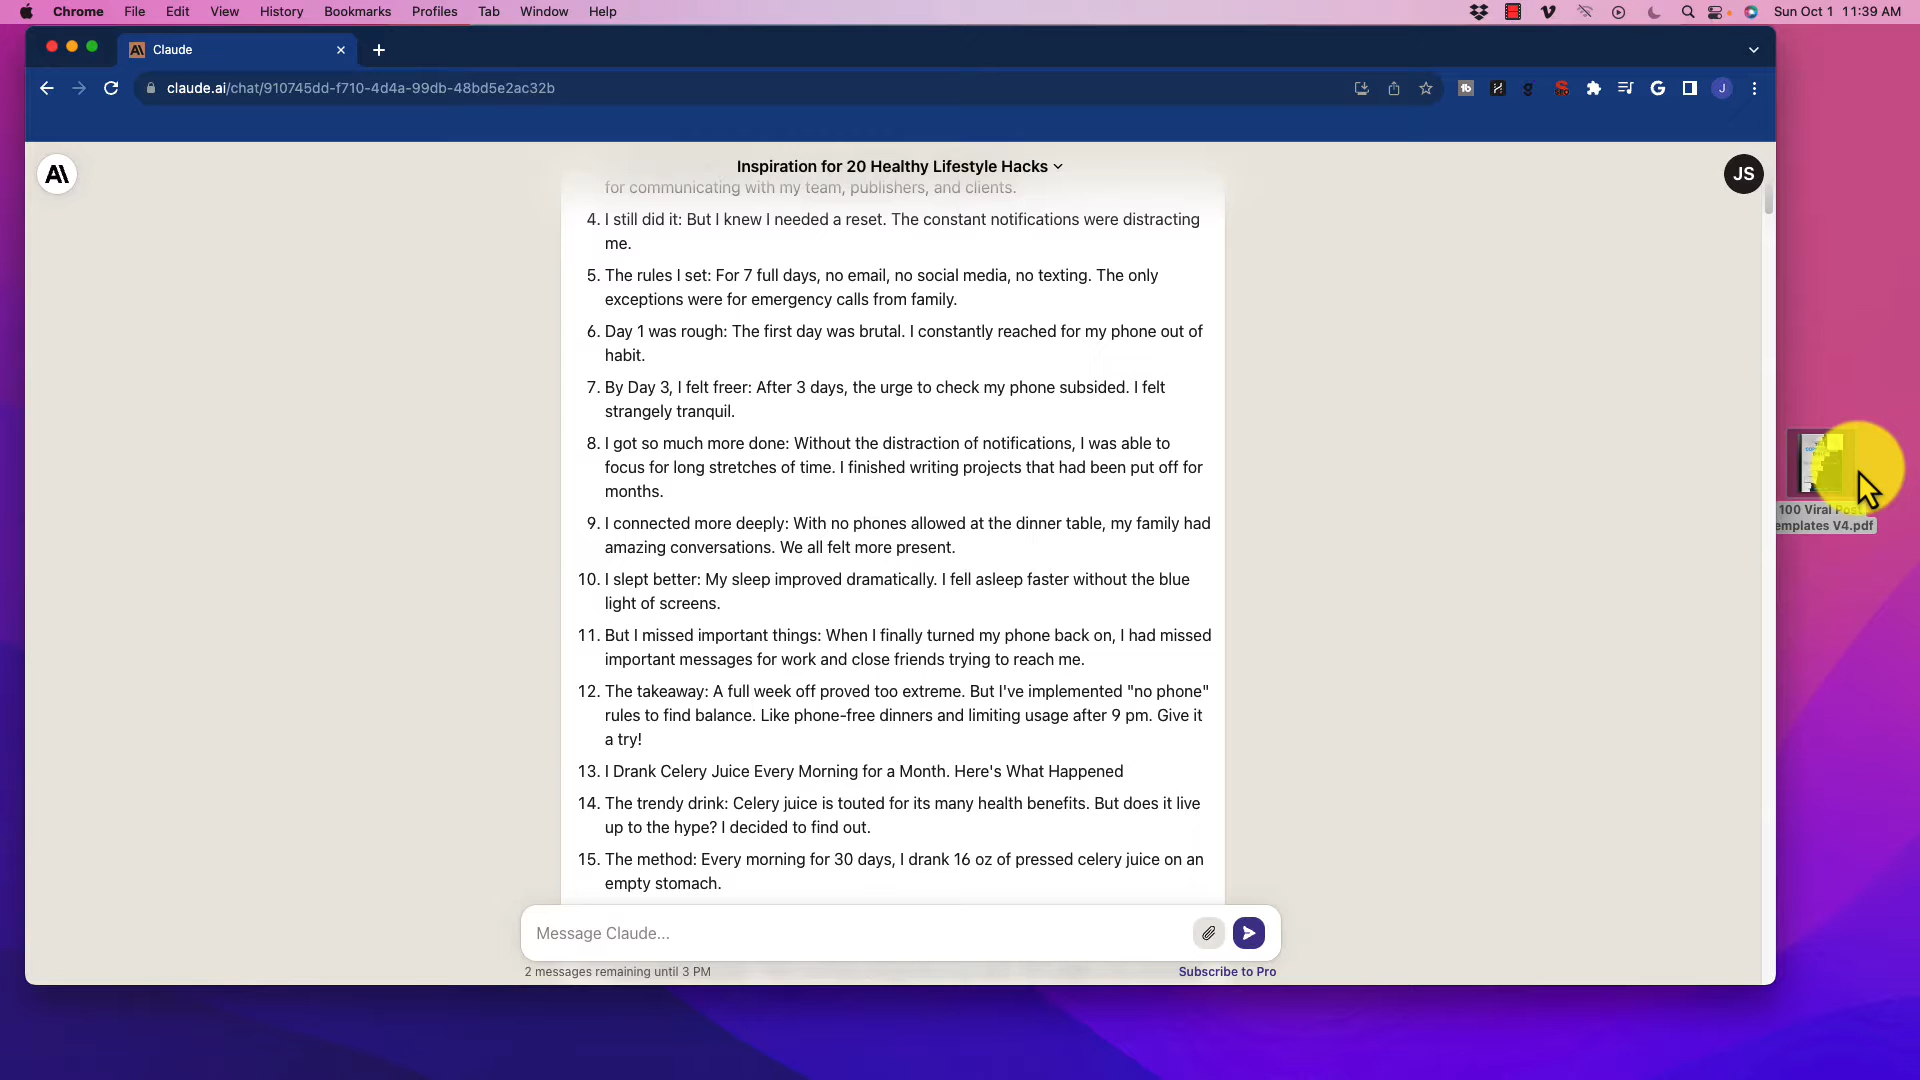 Chrome File Edit View History Bookmarks Profiles Tab Window Help
Sun Oct 1 11:39 AM
Claude
claude.ai/chat/910745dd-f710-4d4a-99db-48bd5e2ac32b
J
Inspiration for 20 Healthy Lifestyle Hacks
JS
for communicating with my team, publishers, and clients.
4. I still did it: But I knew I needed a reset. The constant notifications were distracting
me.
5. The rules I set: For 7 full days, no email, no social media, no texting. The only
exceptions were for emergency calls from family.
6. Day 1 was rough: The first day was brutal. I constantly reached for my phone out of
habit.
7. By Day 3, I felt freer: After 3 days, the urge to check my phone subsided. I felt
strangely tranquil.
8. I got so much more done: Without the distraction of notifications, I was able to
focus for long stretches of time. I finished writing projects that had been put off for
months.
9. I connected more deeply: With no phones allowed at the dinner table, my family had
amazing conversations. We all felt more present.
10. I slept better: My sleep improved dramatically. I fell asleep faster without the blue
light of screens.
11. But I missed important things: When I finally turned my phone back on, I had missed
important messages for work and close friends trying to reach me.
12. The takeaway: A full week off proved too extreme. But I've implemented "no phone"
rules to find balance. Like phone-free dinners and limiting usage after 9 pm. Give it
a try!
13. I Drank Celery Juice Every Morning for a Month. Here's What Happened
14. The trendy drink: Celery juice is touted for its many health benefits. But does it live
up to the hype? I decided to find out.
15. The method: Every morning for 30 days, I drank 16 oz of pressed celery juice on an
empty stomach.
100 Viral Post
emplates V4.pdf
Message Claude...
2 messages remaining until 3 PM
Subscribe to Pro